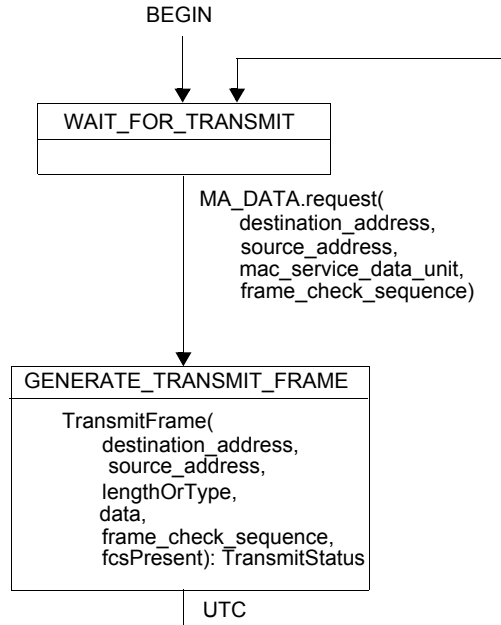 BEGIN
WAIT_FOR_TRANSMIT
MA_DATA.request(
destination_address,
source_address,
mac_service_data_unit,
frame_check_sequence)
GENERATE_TRANSMIT_FRAME
TransmitFrame(
destination_address,
source_address,
lengthOrType,
data,
frame_check_sequence,
fcsPresent): TransmitStatus
UTC